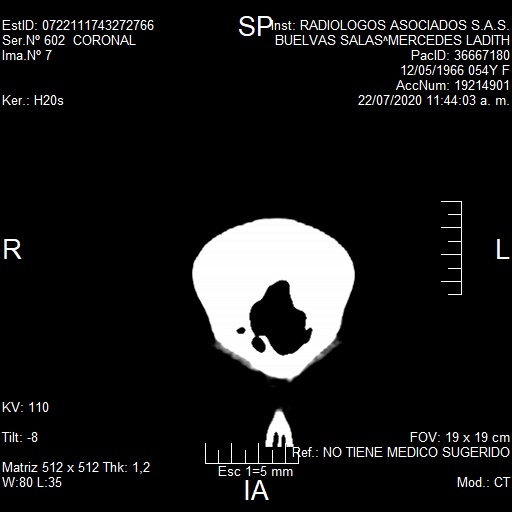 EstID: 0722111743272766
Ser.Nº 602  CORONAL
Ima.Nº 7
Ker.: H20s
SP
Inst: RADIOLOGOS ASOCIADOS S.A.S.
BUELVAS SALAS^MERCEDES LADITH
PacID: 36667180
12/05/1966 054Y F
AccNum: 19214901
22/07/2020 11:44:03 a. m.
R
L
KV: 110
Tilt: -8
Matriz 512 x 512 Thk: 1,2
W:80 L:35
Esc 1=5 mm
IA
FOV: 19 x 19 cm
Ref.: NO TIENE MEDICO SUGERIDO
Mod.: CT